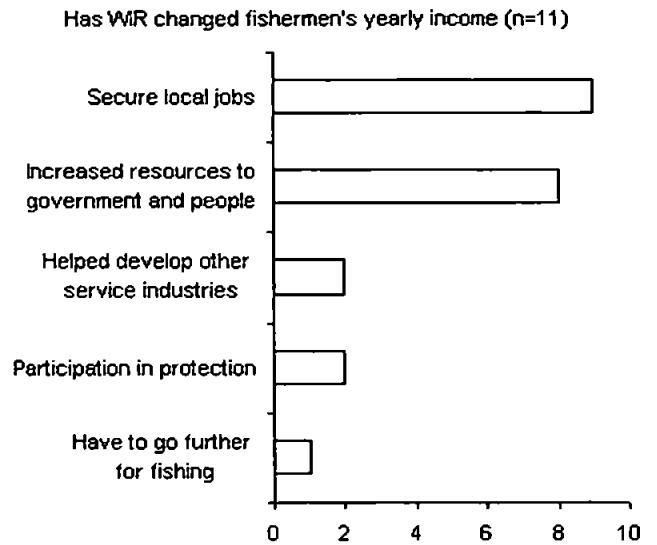 Has WIR changed fishermen's yearly income (n=11)
Secure local jobs
Increased resources to
government and people
Helped develop other
service industries
Participation in protection
Have to go further
for fishing
0 2 4 6 8 10